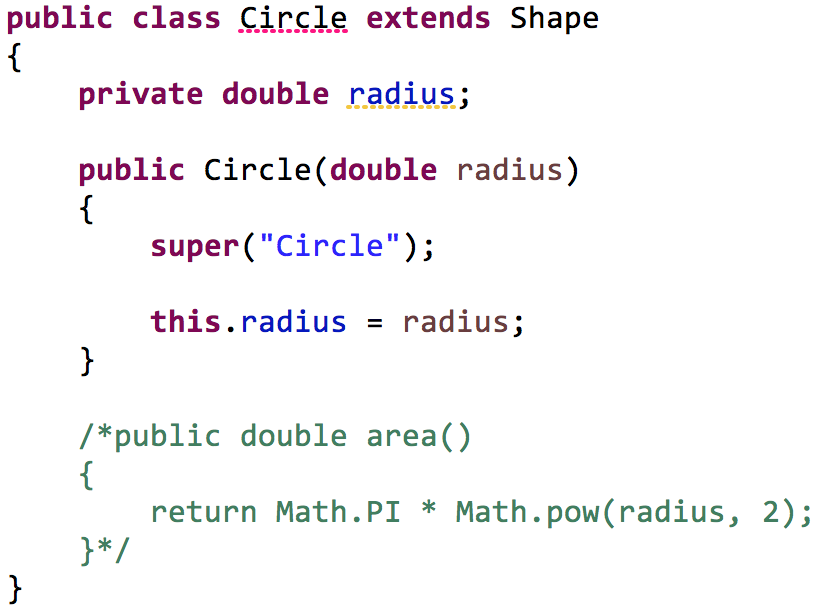 public class Circle extends Shape
{
    private double radius;

    public Circle(double radius)
    {
        super("Circle");

        this.radius = radius;
    }

    /*public double area()
    {
        return Math.PI * Math.pow(radius, 2);
    }*/
}